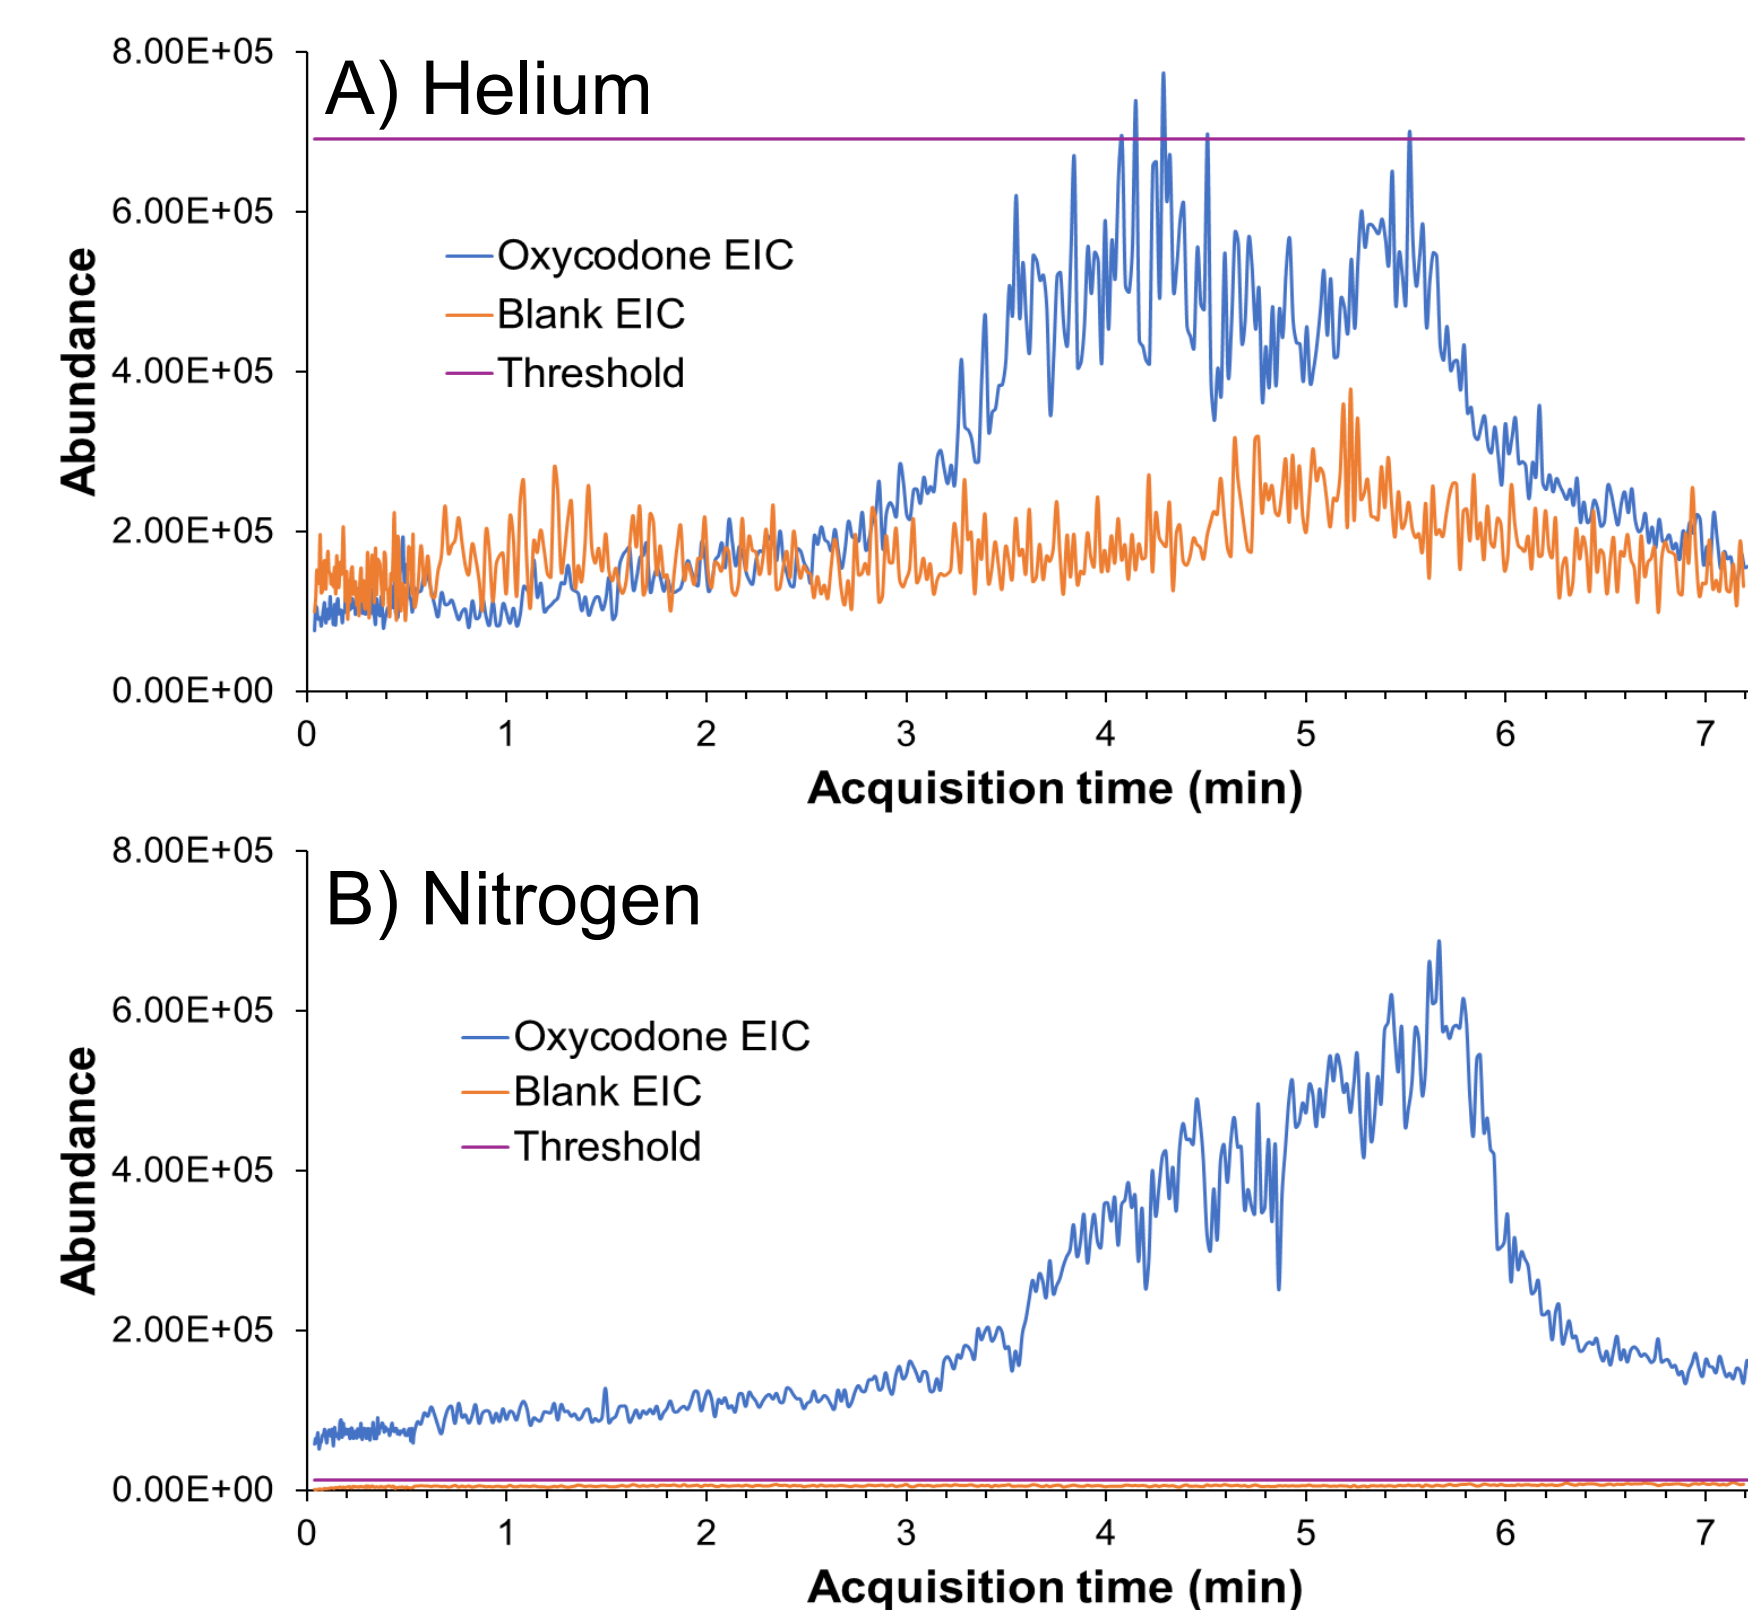 A) Helium
8.00E+05
6.00E+05
4.00E+05
2.00E+05
0.00E+00
Abundance
Oxycodone EIC
Blank EIC
Threshold
0 1 2 3 4 5 6 7
Acquisition time (min)
B) Nitrogen
8.00E+05
6.00E+05
4.00E+05
2.00E+05
0.00E+00
Abundance
Oxycodone EIC
Blank EIC
Threshold
0 1 2 3 4 5 6 7
Acquisition time (min)